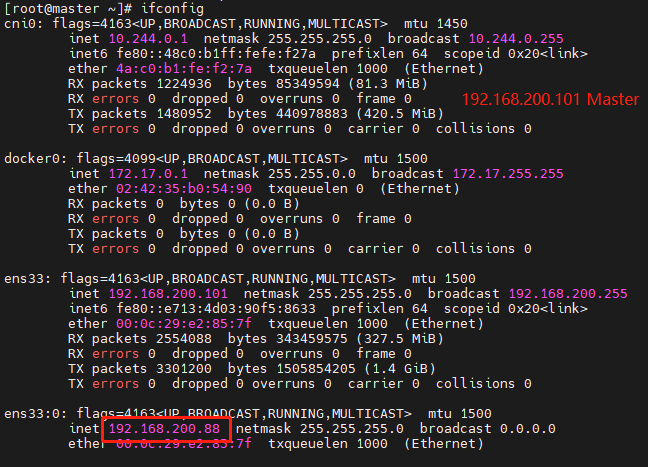 [root@master ~]# ifconfig
cni0: flags=4163<UP,BROADCAST,RUNNING,MULTICAST>  mtu 1450
inet 10.244.0.1  netmask 255.255.255.0  broadcast 10.244.0.255
inet6 fe80::48c0:b1ff:fefe:f27a  prefixlen 64  scopeid 0x20<link>
ether 4a:c0:b1:fe:f2:7a  txqueuelen 1000  (Ethernet)
RX packets 1224936  bytes 85349594 (81.3 MiB)
RX errors 0  dropped 0  overruns 0  frame 0
192.168.200.101 Master
TX packets 1480952  bytes 440978883 (420.5 MiB)
TX errors 0  dropped 0 overruns 0  carrier 0  collisions 0
docker0: flags=4099<UP,BROADCAST,MULTICAST>  mtu 1500
inet 172.17.0.1  netmask 255.255.0.0  broadcast 172.17.255.255
ether 02:42:35:b0:54:90  txqueuelen 0  (Ethernet)
RX packets 0  bytes 0 (0.0 B)
RX errors 0  dropped 0  overruns 0  frame 0
TX packets 0  bytes 0 (0.0 B)
TX errors 0  dropped 0 overruns 0  carrier 0  collisions 0
ens33: flags=4163<UP,BROADCAST,RUNNING,MULTICAST>  mtu 1500
inet 192.168.200.101  netmask 255.255.255.0  broadcast 192.168.200.255
inet6 fe80::e713:4d03:90f5:8633  prefixlen 64  scopeid 0x20<link>
ether 00:0c:29:e2:85:7f  txqueuelen 1000  (Ethernet)
RX packets 2554088  bytes 343459575 (327.5 MiB)
RX errors 0  dropped 0  overruns 0  frame 0
TX packets 3301200  bytes 1505854205 (1.4 GiB)
TX errors 0  dropped 0 overruns 0  carrier 0  collisions 0
ens33:0: flags=4163<UP,BROADCAST,RUNNING,MULTICAST>  mtu 1500
inet 192.168.200.88  netmask 255.255.255.0  broadcast 0.0.0.0
ether 00:0c:29:e2:85:7f  txqueuelen 1000  (Ethernet)